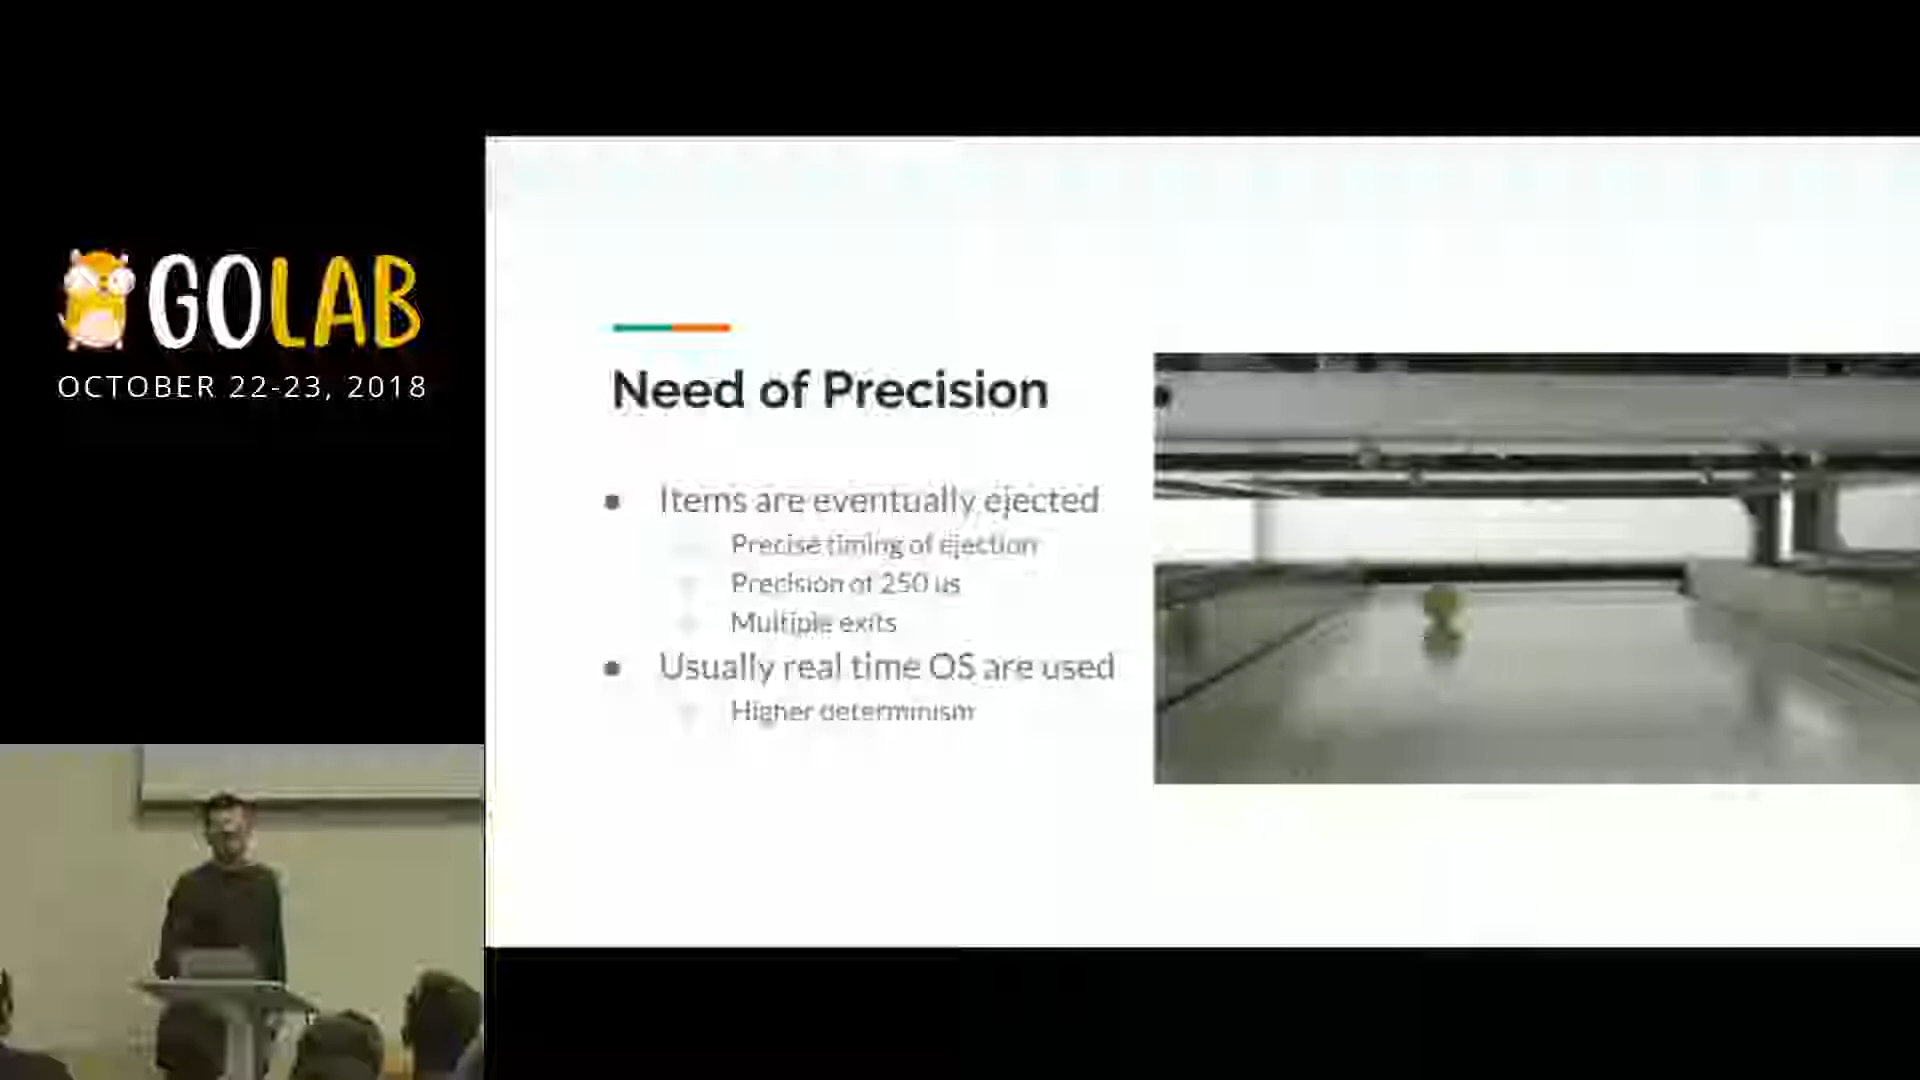 GOLAB
OCTOBER 22-23, 2018
Need of Precision
Items are eventually ejected
Precise timing of ejection
Precision of 250 us
Multiple exits
Usually real time OS are used
Higher determinism